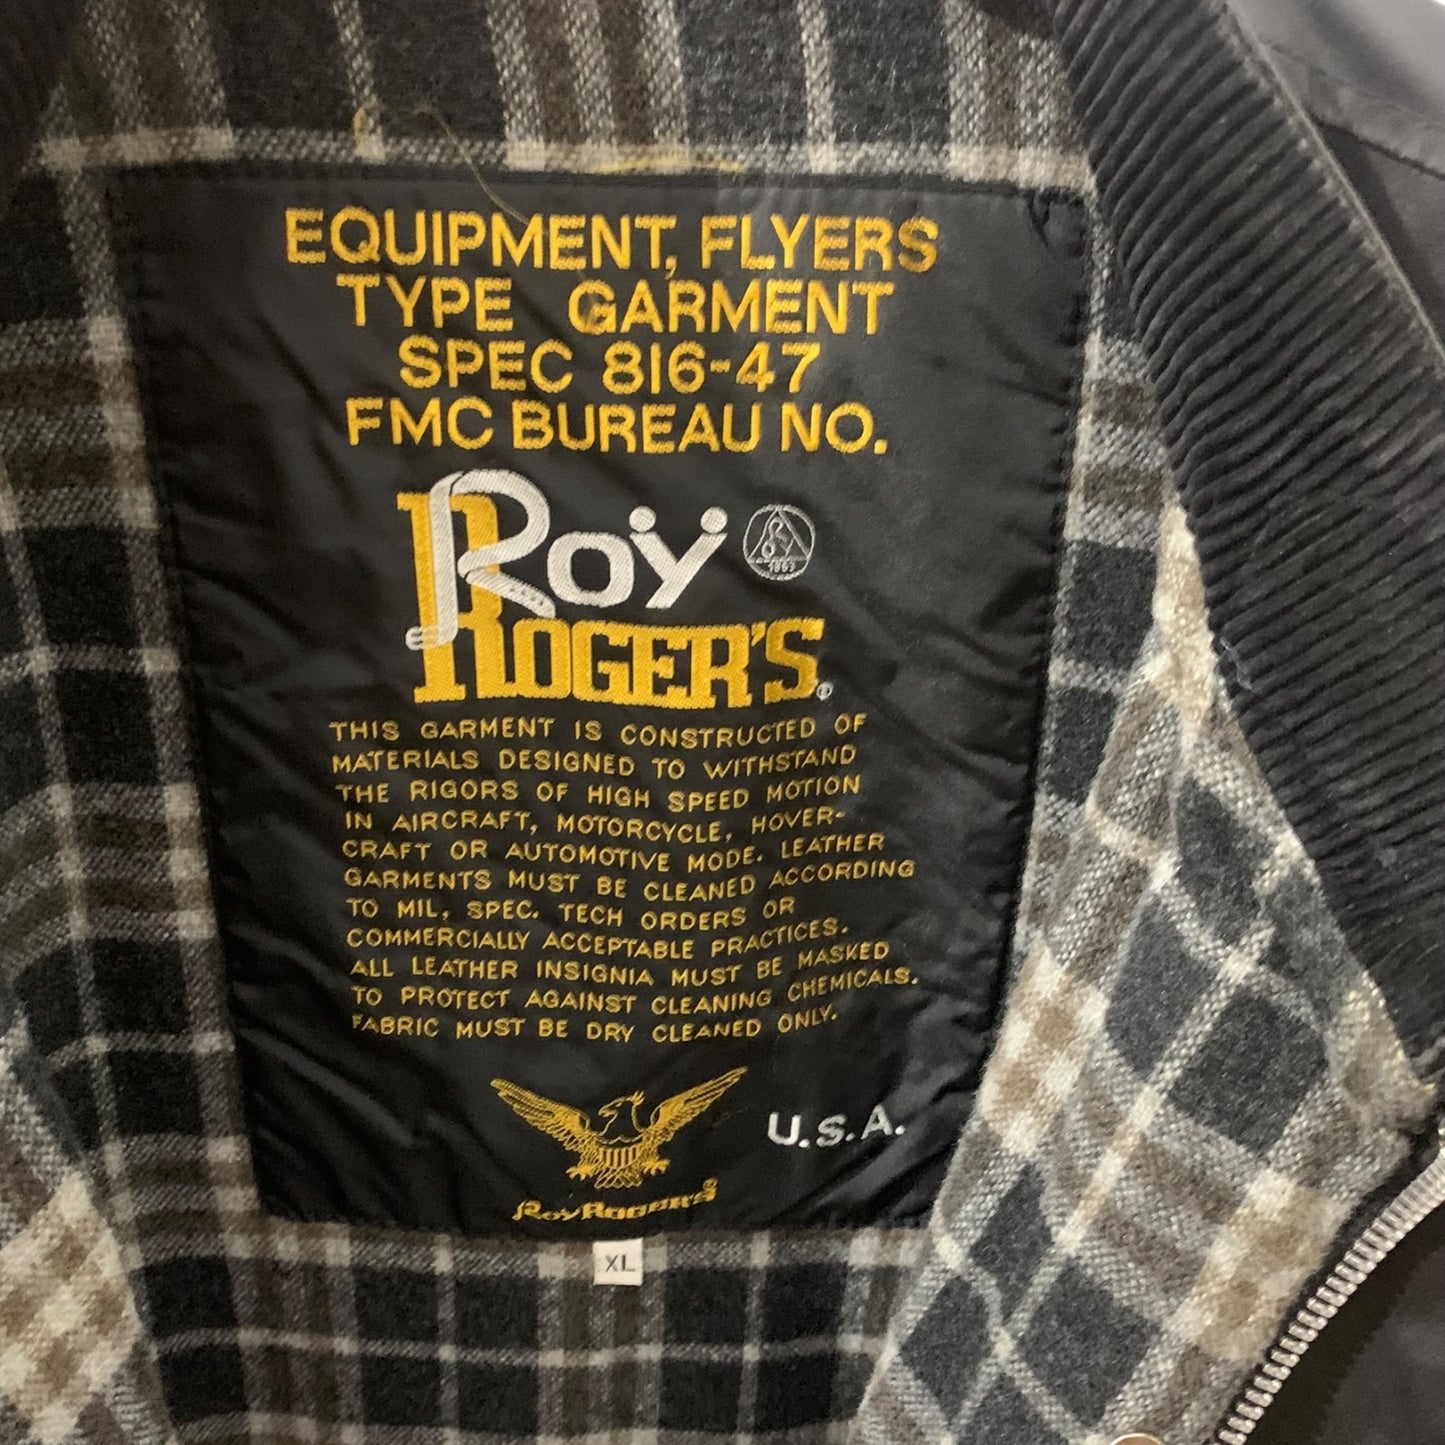 EQUIPMENT, FLYERS
TYPE GARMENT
SPEC 816-47
FMC BUREAU NO.
Roy
ROGER'S®
THIS GARMENT IS CONSTRUCTED OF
MATERIALS DESIGNED TO WITHSTAND
THE RIGORS OF HIGH SPEED MOTION
IN AIRCRAFT, MOTORCYCLE, HOVER-
CRAFT OR AUTOMOTIVE MODE. LEATHER
GARMENTS MUST BE CLEANED ACCORDING
TO MIL, SPEC. TECH ORDERS OR
COMMERCIALLY ACCEPTABLE PRACTICES.
ALL LEATHER INSIGNIA MUST BE MASKED
TO PROTECT AGAINST CLEANING CHEMICALS.
FABRIC MUST BE DRY CLEANED ONLY.
U.S.A.
Roy ROGER'S
XL